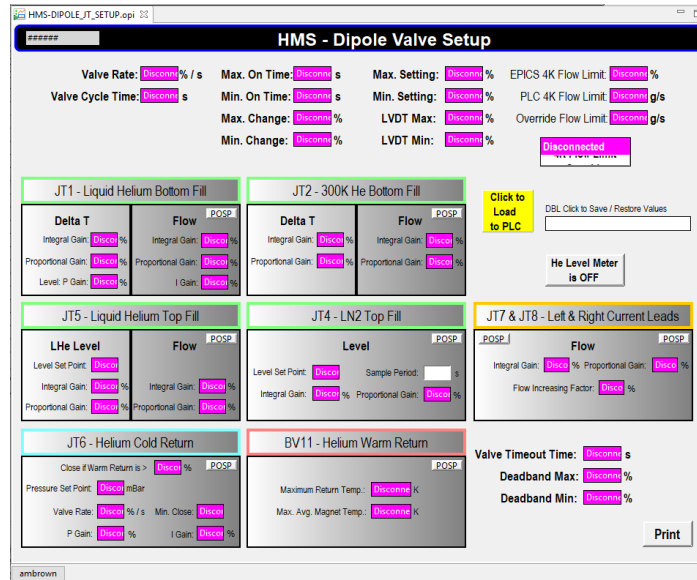 HMS-DIPOLE_JT_SETUP.opi
######
HMS - Dipole Valve Setup
Valve Rate: Disconne % / s
Valve Cycle Time: Disconne s
Max. On Time: Disconne s
Min. On Time: Disconne s
Max. Change: Disconne %
Min. Change: Disconne %
Max. Setting: Disconne %
Min. Setting: Disconne %
LVDT Max: Disconne %
LVDT Min: Disconne %
EPICS 4K Flow Limit: Disconne %
PLC 4K Flow Limit: Disconne g/s
Override Flow Limit: Disconne g/s
Disconnected
JT1 - Liquid Helium Bottom Fill
Delta T
Integral Gain: Discor %
Proportional Gain: Discor %
Level: P Gain: Discor %
Flow
POSP
Integral Gain: Discor %
Proportional Gain: Discor %
I Gain: Discor %
JT2 - 300K He Bottom Fill
Delta T
Integral Gain: Discor %
Proportional Gain: Discor %
Flow
POSP
Integral Gain: Discor %
Proportional Gain: Discor %
Click to
Load
to PLC
DBL Click to Save / Restore Values
He Level Meter
is OFF
JT5 - Liquid Helium Top Fill
LHe Level
Level Set Point: Discor
Integral Gain: Discor %
Proportional Gain: Discor %
Flow
POSP
Integral Gain: Discor %
Proportional Gain: Discor %
JT4 - LN2 Top Fill
POSP
Level
Level Set Point: Discor
Sample Period: s
Integral Gain: Discor %
Proportional Gain: Disco %
JT7 & JT8 - Left & Right Current Leads
POSP
POSP
Flow
Integral Gain: Disco %
Proportional Gain: Disco %
Flow Increasing Factor: Disco %
JT6 - Helium Cold Return
Close if Warm Return is > Discor %
POSP
Pressure Set Point: Discor mBar
Valve Rate: Discor % / s
Min. Close: Discor
P Gain: Discor %
I Gain: Discor %
BV11 - Helium Warm Return
POSP
Maximum Return Temp.: Disconne K
Max. Avg. Magnet Temp.: Disconne K
Valve Timeout Time: Disconne s
Deadband Max: Disconne %
Deadband Min: Disconne %
Print
ambrown